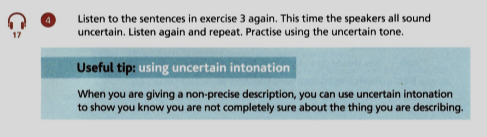 4 Listen to the sentences in exercise 3 again. This time the speakers all sound
uncertain. Listen again and repeat. Practise using the uncertain tone.
17
Useful tip: using uncertain intonation
When you are giving a non-precise description, you can use uncertain intonation
to show you know you are not completely sure about the thing you are describing.